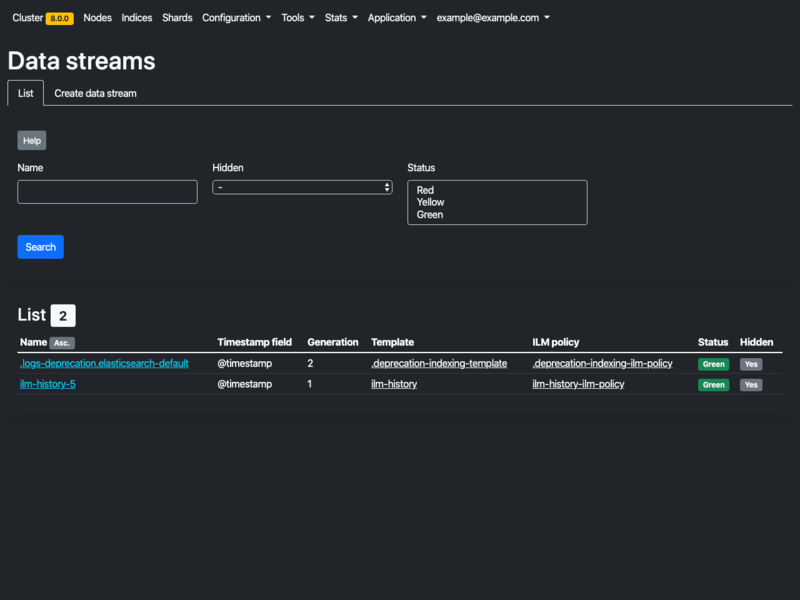 Cluster 8.0.0 Nodes Indices Shards Configuration Tools Stats Application example@example.com
Data streams
List Create data stream
Help
Name Hidden Status
-
Red
Yellow
Green
Search
List 2
Name Asc. Timestamp field Generation Template ILM policy Status Hidden
.logs-deprecation.elasticsearch-default @timestamp 2 .deprecation-indexing-template .deprecation-indexing-ilm-policy Green Yes
ilm-history-5 @timestamp 1 ilm-history ilm-history-ilm-policy Green Yes